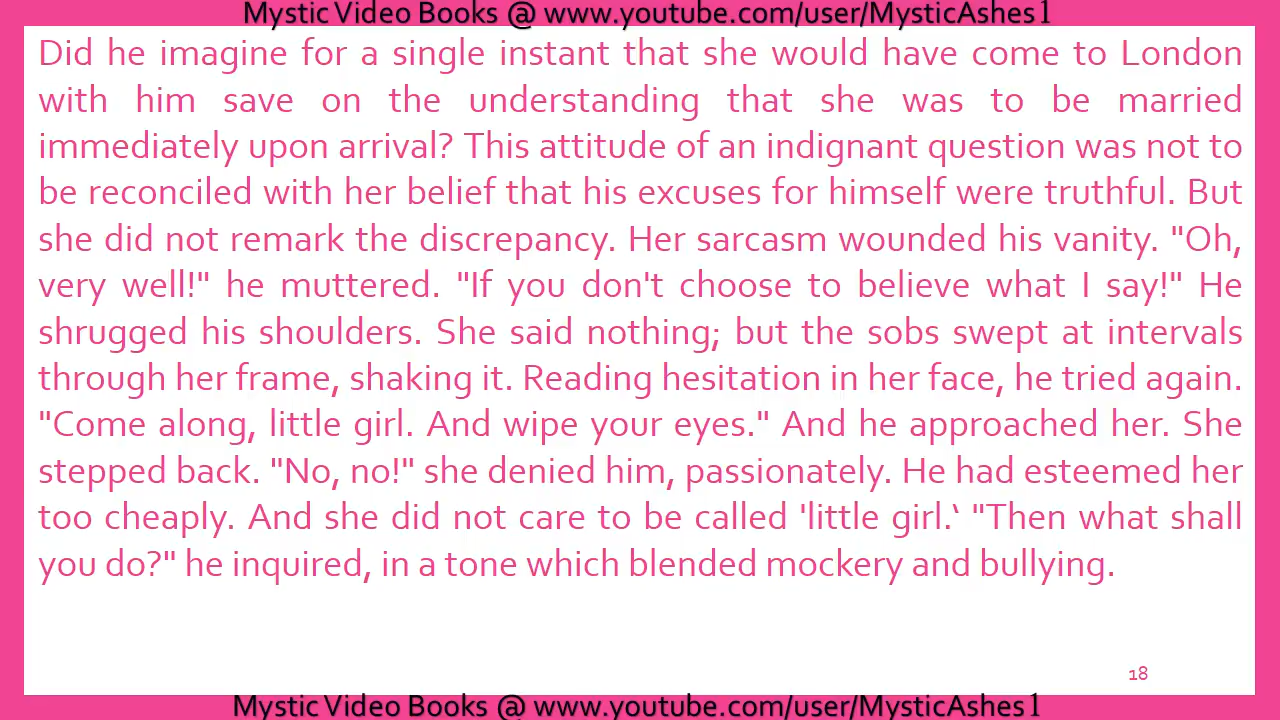 Mystic Video Books @ www.youtube.com/user/MysticAshes1
Did he imagine for a single instant that she would have come to London
with him save on the understanding that she was to be married
immediately upon arrival? This attitude of an indignant question was not to
be reconciled with her belief that his excuses for himself were truthful. But
she did not remark the discrepancy. Her sarcasm wounded his vanity. "Oh,
very well!" he muttered. "If you don't choose to believe what I say!" He
shrugged his shoulders. She said nothing; but the sobs swept at intervals
through her frame, shaking it. Reading hesitation in her face, he tried again.
"Come along, little girl. And wipe your eyes." And he approached her. She
stepped back. "No, no!" she denied him, passionately. He had esteemed her
too cheaply. And she did not care to be called 'little girl.‘ "Then what shall
you do?" he inquired, in a tone which blended mockery and bullying.
18
Mystic Video Books @ www.youtube.com/user/MysticAshes1